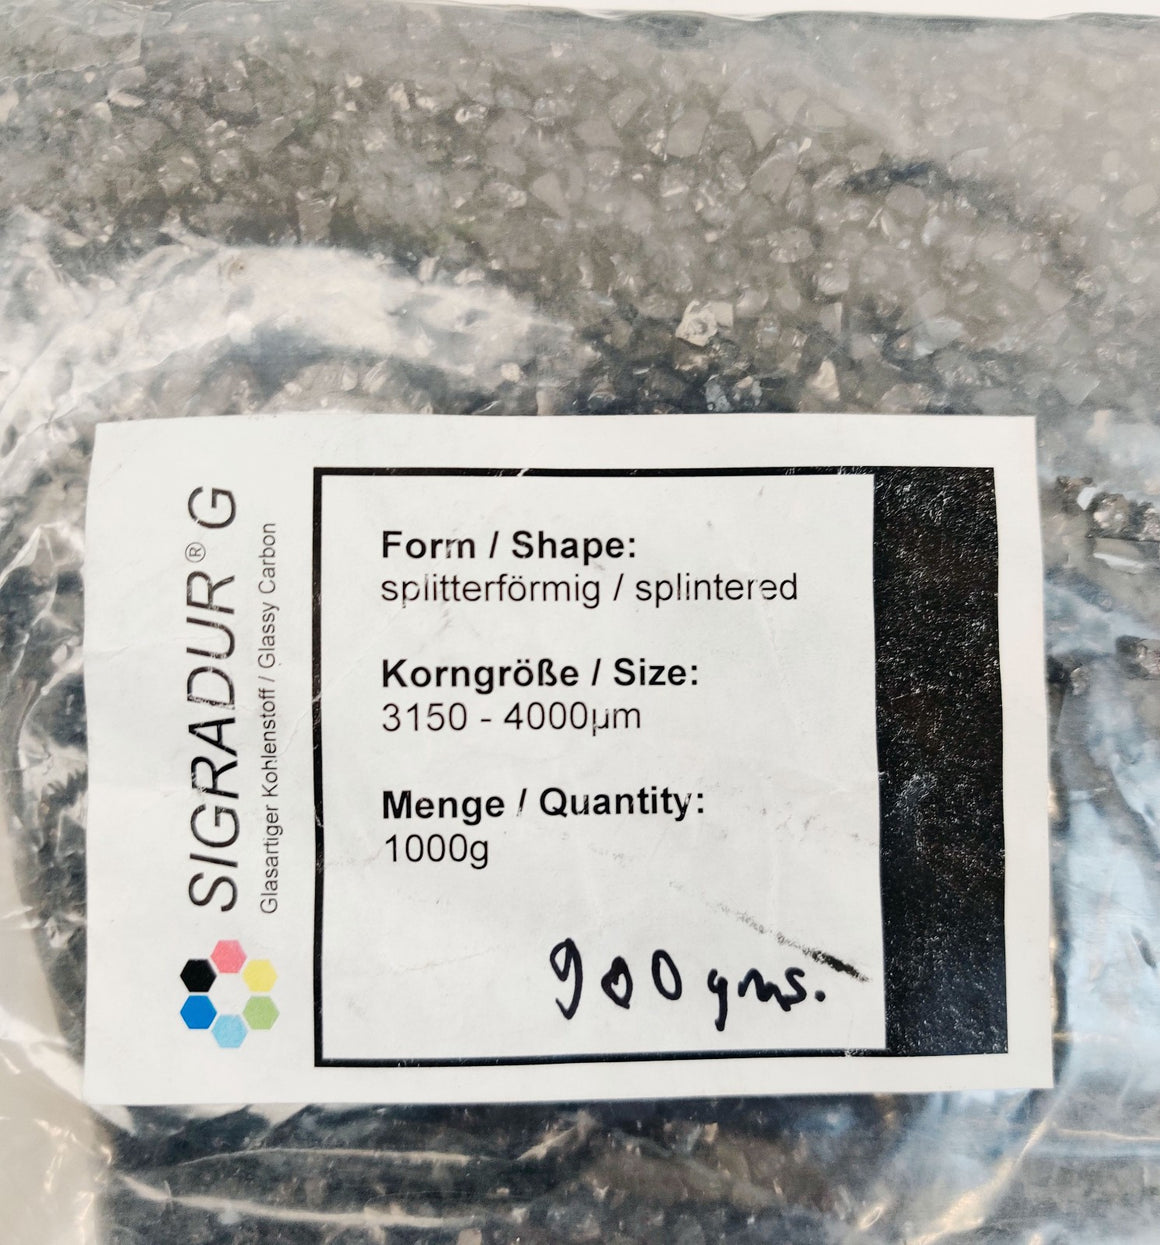 SIGRADUR® G
Glasartiger Kohlenstoff / Glassy Carbon
Form / Shape:
splitterförmig / splintered
Korngröße / Size:
3150 - 4000µm
Menge / Quantity:
1000g
900 gms.